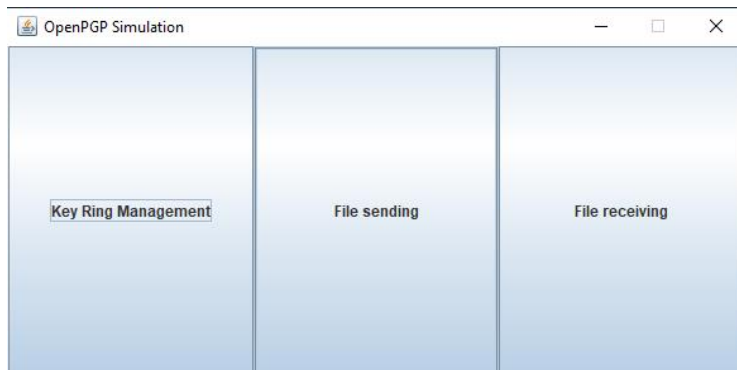 OpenPGP Simulation
Key Ring Management
File sending
File receiving